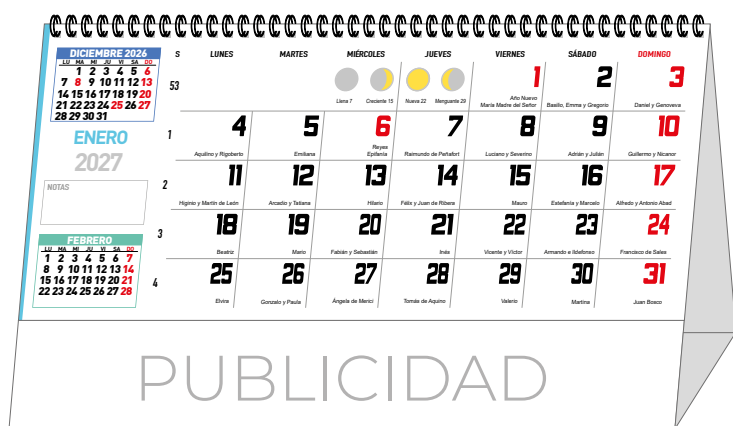 DICIEMBRE 2026
LU MA MI JU VI SA DO
1 2 3 4 5 6
7 8 9 10 11 12 13
14 15 16 17 18 19 20
21 22 23 24 25 26 27
28 29 30 31
ENERO
2027
NOTAS
FEBRERO
LU MA MI JU VI SA DO
1 2 3 4 5 6 7
8 9 10 11 12 13 14
15 16 17 18 19 20 21
22 23 24 25 26 27 28
S LUNES MARTES MIÉRCOLES JUEVES VIERNES SÁBADO DOMINGO
53 1 2 3
Llena 7 Creciente 15 Nueva 22 Menguante 29
Año Nuevo
María Madre del Señor Basilio, Emma y Gregorio Daniel y Genoveva
1 4 5 6 7 8 9 10
Reyes
Aquilino y Rigoberto Emiliana Epifanía Raimundo de Peñafort Luciano y Severino Adrián y Julián Guillermo y Nicanor
2 11 12 13 14 15 16 17
Higinio y Martín de León Arcadio y Tatiana Hilario Félix y Juan de Ribera Mauro Estefanía y Marcelo Alfredo y Antonio Abad
3 18 19 20 21 22 23 24
Beatriz Mario Fabián y Sebastián Inés Vicente y Víctor Armando e Ildefonso Francisco de Sales
4 25 26 27 28 29 30 31
Elvira Gonzalo y Paula Ángela de Merici Tomás de Aquino Valerio Martina Juan Bosco
PUBLICIDAD